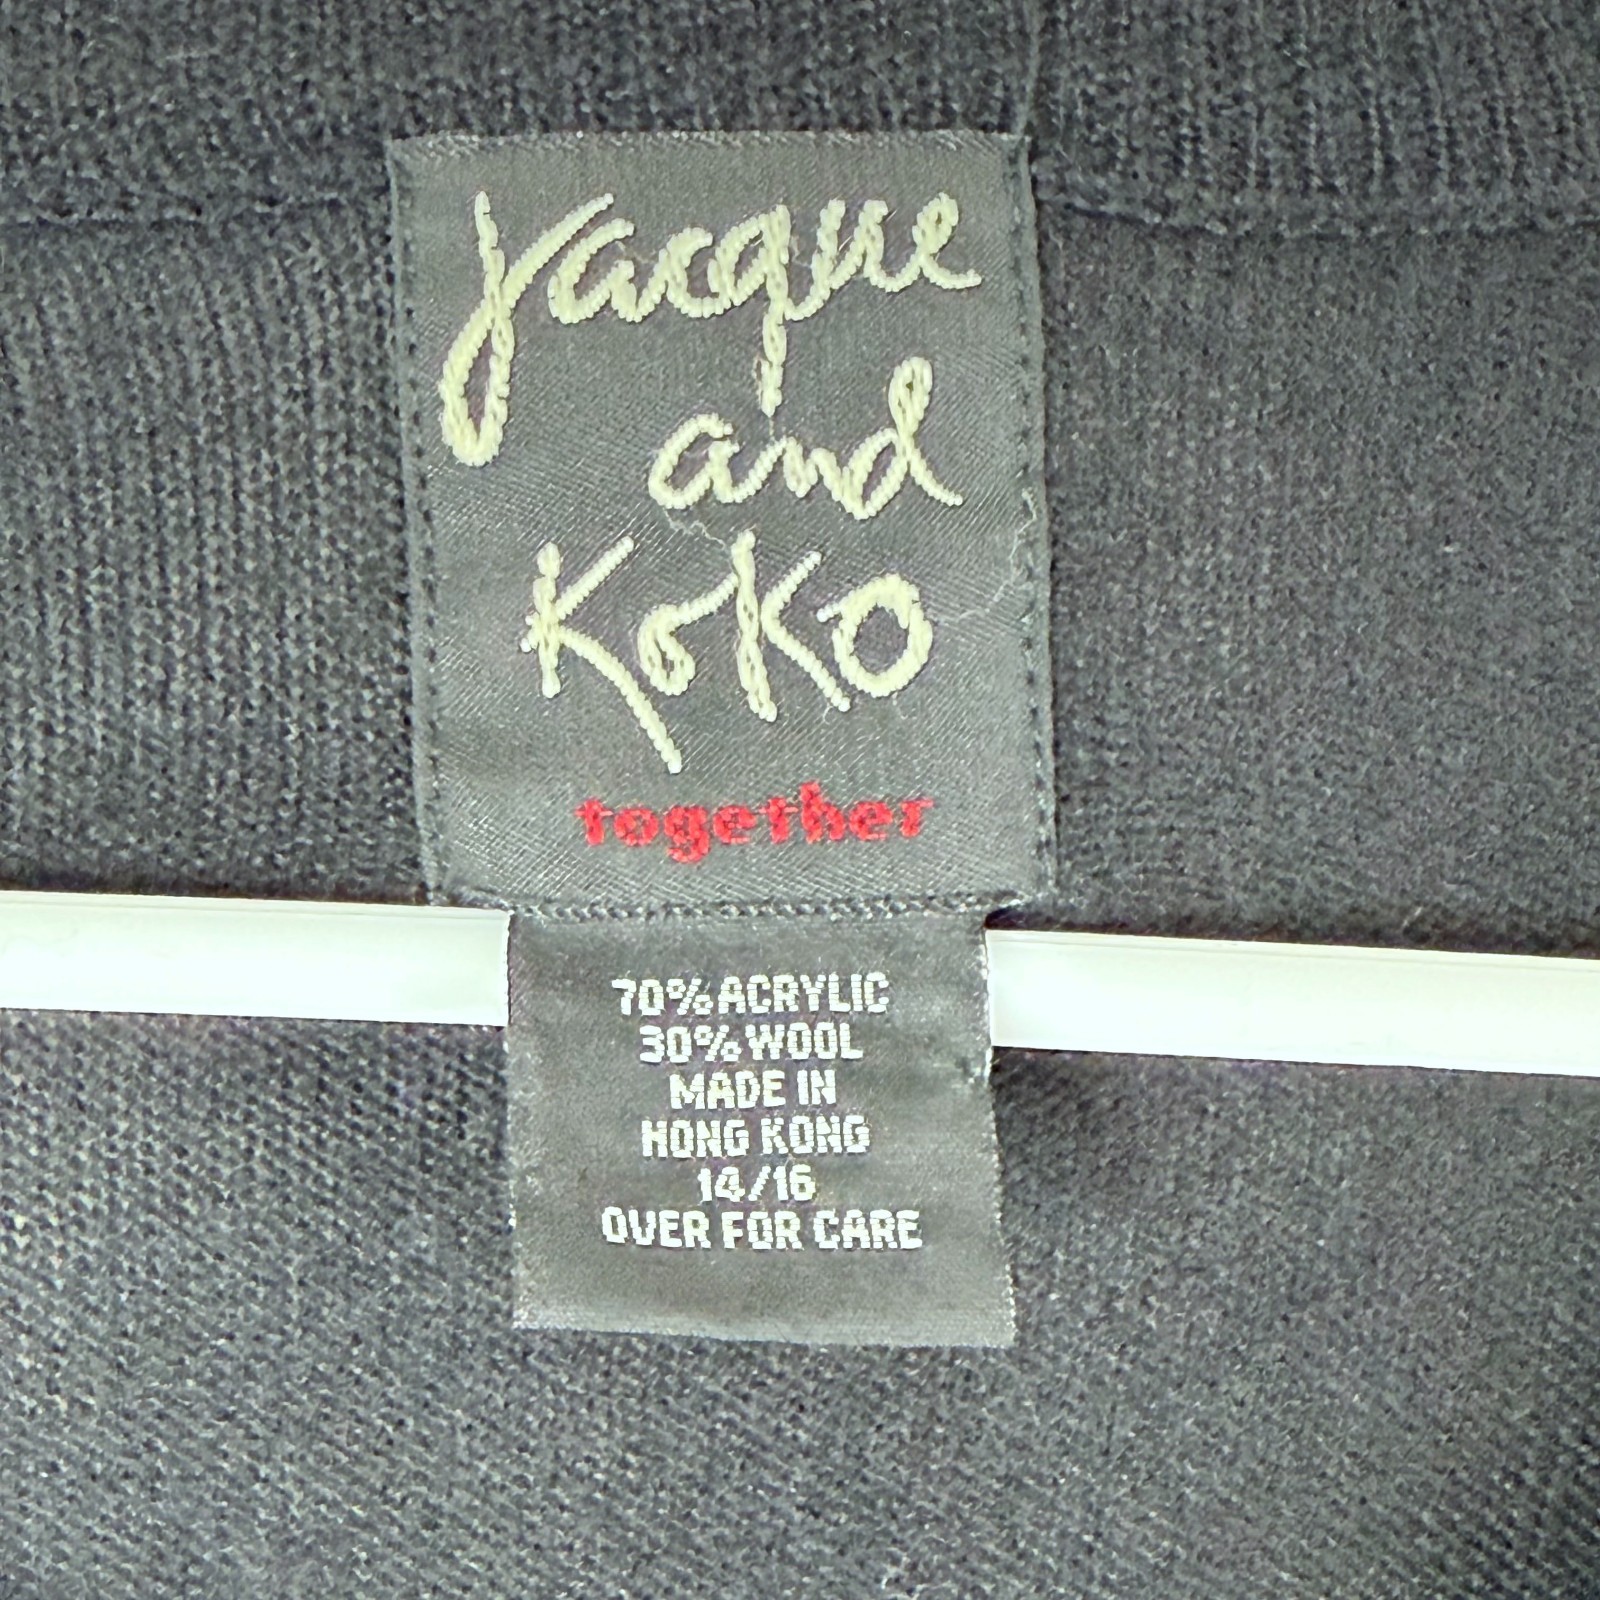 Jacque
and
KoKo
together
70% ACRYLIC
30% WOOL
MADE IN
HONG KONG
14/16
OVER FOR CARE